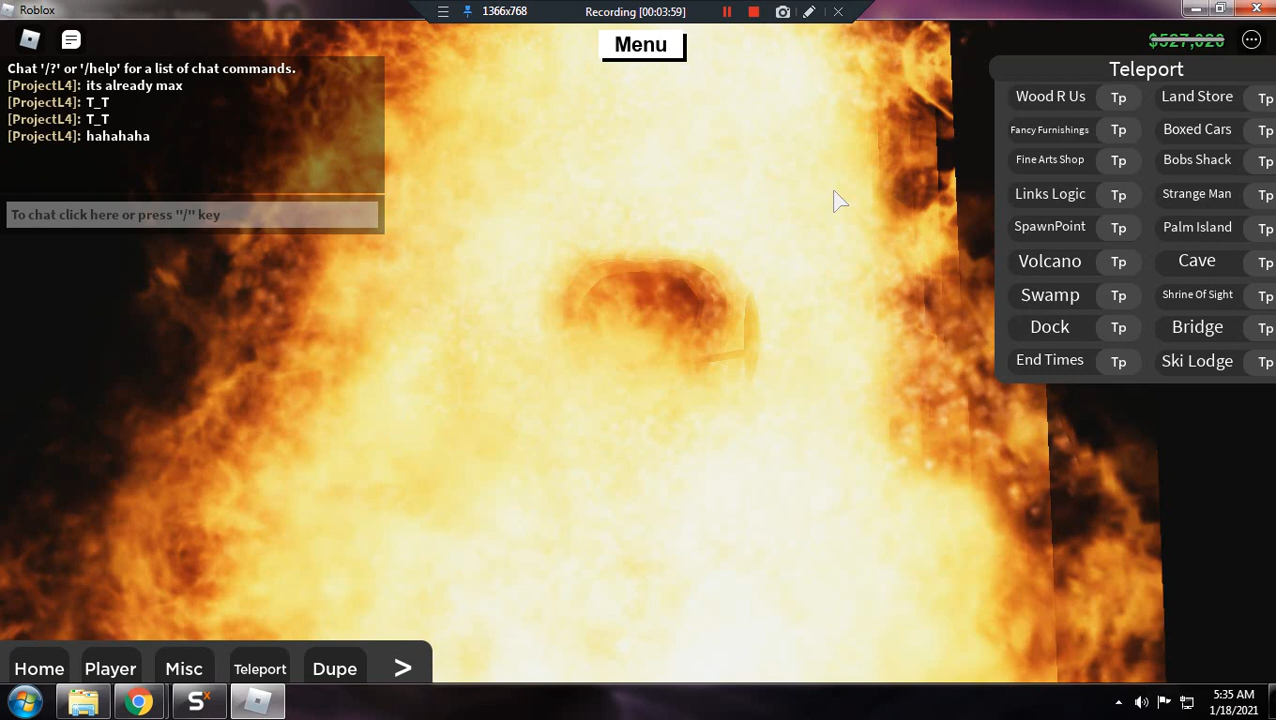 Roblox
1366x768
Recording [00:03:59]
Menu
$527,020
Chat '/?' or '/help' for a list of chat commands.
[ProjectL4]: its already max
[ProjectL4]: T_T
[ProjectL4]: T_T
[ProjectL4]: hahahaha
To chat click here or press "/" key
Teleport
Wood R Us Tp Land Store Tp
Fancy Furnishings Tp Boxed Cars Tp
Fine Arts Shop Tp Bobs Shack Tp
Links Logic Tp Strange Man Tp
SpawnPoint Tp Palm Island Tp
Volcano Tp Cave Tp
Swamp Tp Shrine Of Sight Tp
Dock Tp Bridge Tp
End Times Tp Ski Lodge Tp
Home Player Misc Teleport Dupe >
5:35 AM
1/18/2021